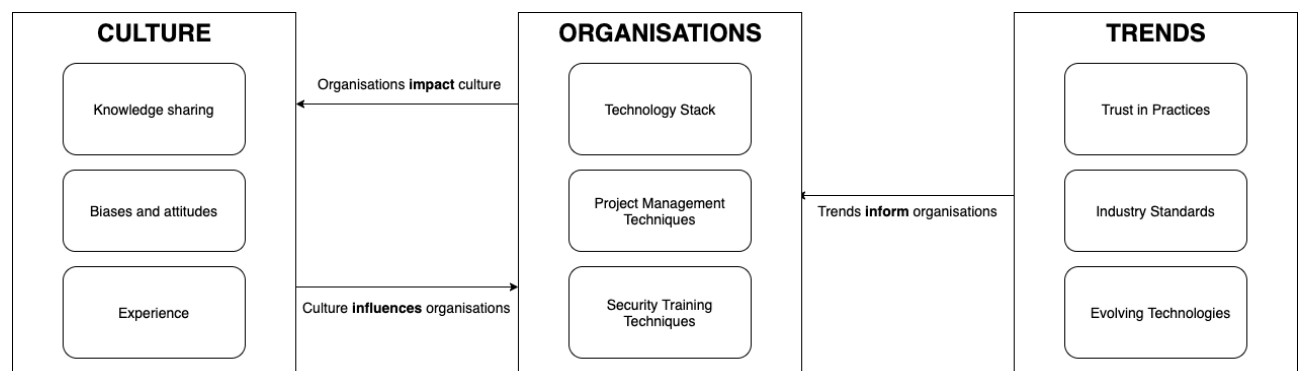 CULTURE
Knowledge sharing
Biases and attitudes
Experience
Organisations impact culture
Culture influences organisations
ORGANISATIONS
Technology Stack
Project Management
Techniques
Security Training
Techniques
Trends inform organisations
TRENDS
Trust in Practices
Industry Standards
Evolving Technologies